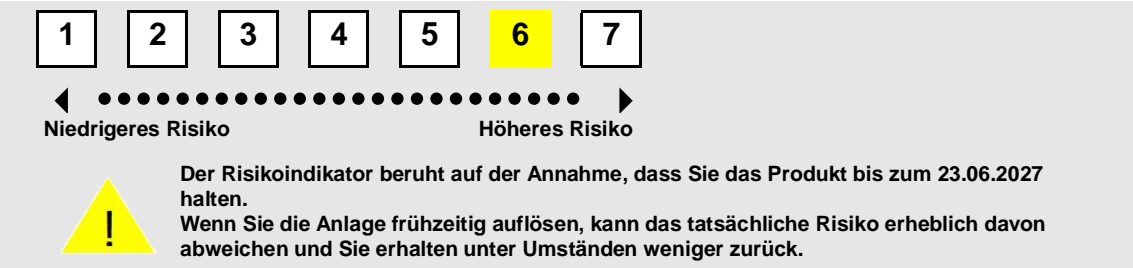 1 2 3 4 5 6 7
Niedrigeres Risiko Höheres Risiko
Der Risikoindikator beruht auf der Annahme, dass Sie das Produkt bis zum 23.06.2027
halten.
Wenn Sie die Anlage frühzeitig auflösen, kann das tatsächliche Risiko erheblich davon
! abweichen und Sie erhalten unter Umständen weniger zurück.